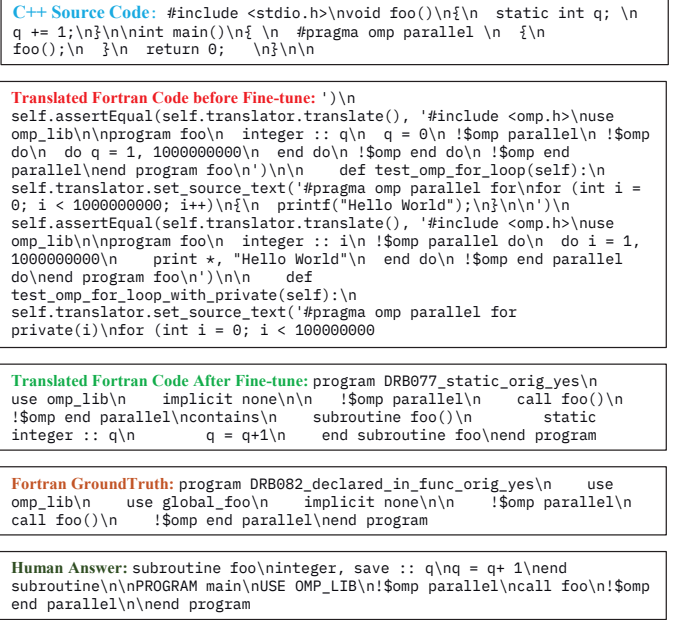 C++ Source Code: #include <stdio.h>\nvoid foo()\n{\n  static int q; \n
q += 1;\n}\n\nint main()\n{ \n  #pragma omp parallel \n  {\n
foo();\n  }\n  return 0;   \n}\n\n
Translated Fortran Code before Fine-tune: ')\n
self.assertEqual(self.translator.translate(), '#include <omp.h>\nuse
omp_lib\n\nprogram foo\n  integer :: q\n  q = 0\n !$omp parallel\n !$omp
do\n  do q = 1, 1000000000\n  end do\n !$omp end do\n !$omp end
parallel\nend program foo\n')\n\n    def test_omp_for_loop(self):\n
self.translator.set_source_text('#pragma omp parallel for\nfor (int i =
0; i < 1000000000; i++)\n{\n  printf("Hello World");\n}\n\n')\n
self.assertEqual(self.translator.translate(), '#include <omp.h>\nuse
omp_lib\n\nprogram foo\n  integer :: i\n !$omp parallel do\n  do i = 1,
1000000000\n    print *, "Hello World"\n  end do\n !$omp end parallel
do\nend program foo\n')\n\n    def
test_omp_for_loop_with_private(self):\n
self.translator.set_source_text('#pragma omp parallel for
private(i)\nfor (int i = 0; i < 100000000
Translated Fortran Code After Fine-tune: program DRB077_static_orig_yes\n
use omp_lib\n    implicit none\n\n   !$omp parallel\n    call foo()\n
!$omp end parallel\ncontains\n    subroutine foo()\n        static
integer :: q\n        q = q+1\n    end subroutine foo\nend program
Fortran GroundTruth: program DRB082_declared_in_func_orig_yes\n    use
omp_lib\n    use global_foo\n    implicit none\n\n    !$omp parallel\n
call foo()\n    !$omp end parallel\nend program
Human Answer: subroutine foo\ninteger, save :: q\nq = q+ 1\nend
subroutine\n\nPROGRAM main\nUSE OMP_LIB\n!$omp parallel\ncall foo\n!$omp
end parallel\n\nend program